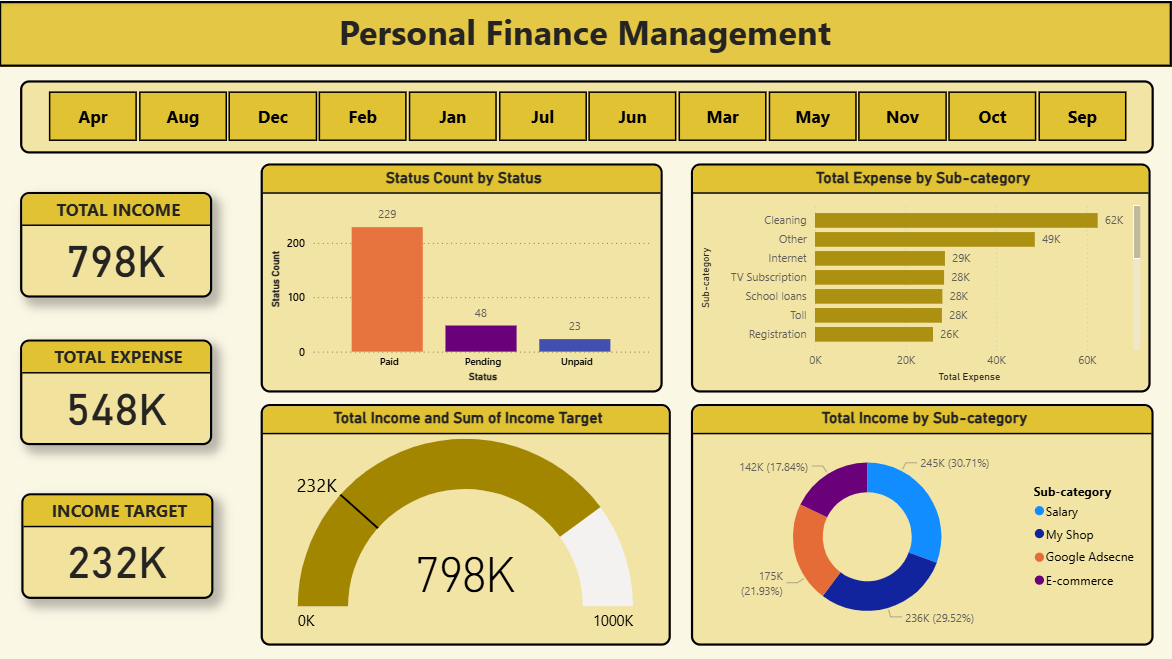 Personal Finance Management
Apr Aug Dec Feb Jan Jul Jun Mar May Nov Oct Sep
TOTAL INCOME
798K
TOTAL EXPENSE
548K
INCOME TARGET
232K
Status Count by Status
Status Count
200
100
0
229
48
23
Paid Pending Unpaid
Status
Total Expense by Sub-category
Sub-category
Cleaning 62K
Other 49K
Internet 29K
TV Subscription 28K
School loans 28K
Toll 28K
Registration 26K
0K 20K 40K 60K
Total Expense
Total Income and Sum of Income Target
232K
798K
0K 1000K
Total Income by Sub-category
142K (17.84%)
245K (30.71%)
175K
(21.93%)
236K (29.52%)
Sub-category
Salary
My Shop
Google Adsecne
E-commerce